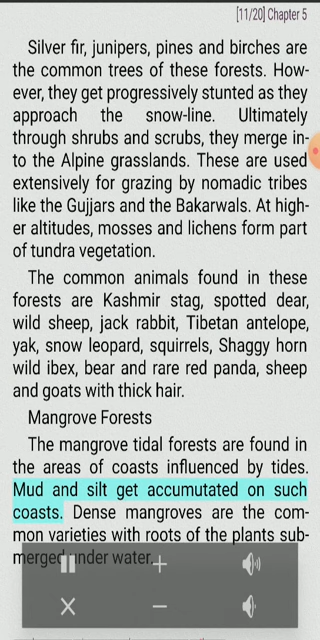 [11/20] Chapter 5
Silver fir, junipers, pines and birches are
the common trees of these forests. How-
ever, they get progressively stunted as they
approach the snow-line. Ultimately
through shrubs and scrubs, they merge in-
to the Alpine grasslands. These are used
extensively for grazing by nomadic tribes
like the Gujjars and the Bakarwals. At high-
er altitudes, mosses and lichens form part
of tundra vegetation.
The common animals found in these
forests are Kashmir stag, spotted dear,
wild sheep, jack rabbit, Tibetan antelope,
yak, snow leopard, squirrels, Shaggy horn
wild ibex, bear and rare red panda, sheep
and goats with thick hair.
Mangrove Forests
The mangrove tidal forests are found in
the areas of coasts influenced by tides.
Mud and silt get accumutated on such
coasts. Dense mangroves are the com-
mon varieties with roots of the plants sub-
merged under water.